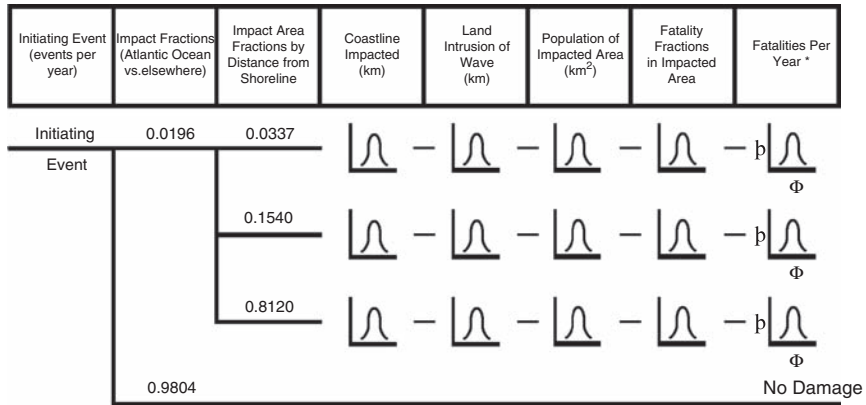 Initiating Event
(events per
year)
Impact Fractions
(Atlantic Ocean
vs.elsewhere)
Impact Area
Fractions by
Distance from
Shoreline
Coastline
Impacted
(km)
Land
Intrusion of
Wave
(km)
Population of
Impacted Area
(km²)
Fatality
Fractions
in Impacted
Area
Fatalities Per
Year *
Initiating
Event
0.0196
0.0337
þ
Φ
0.1540
þ
Φ
0.8120
þ
Φ
0.9804
No Damage